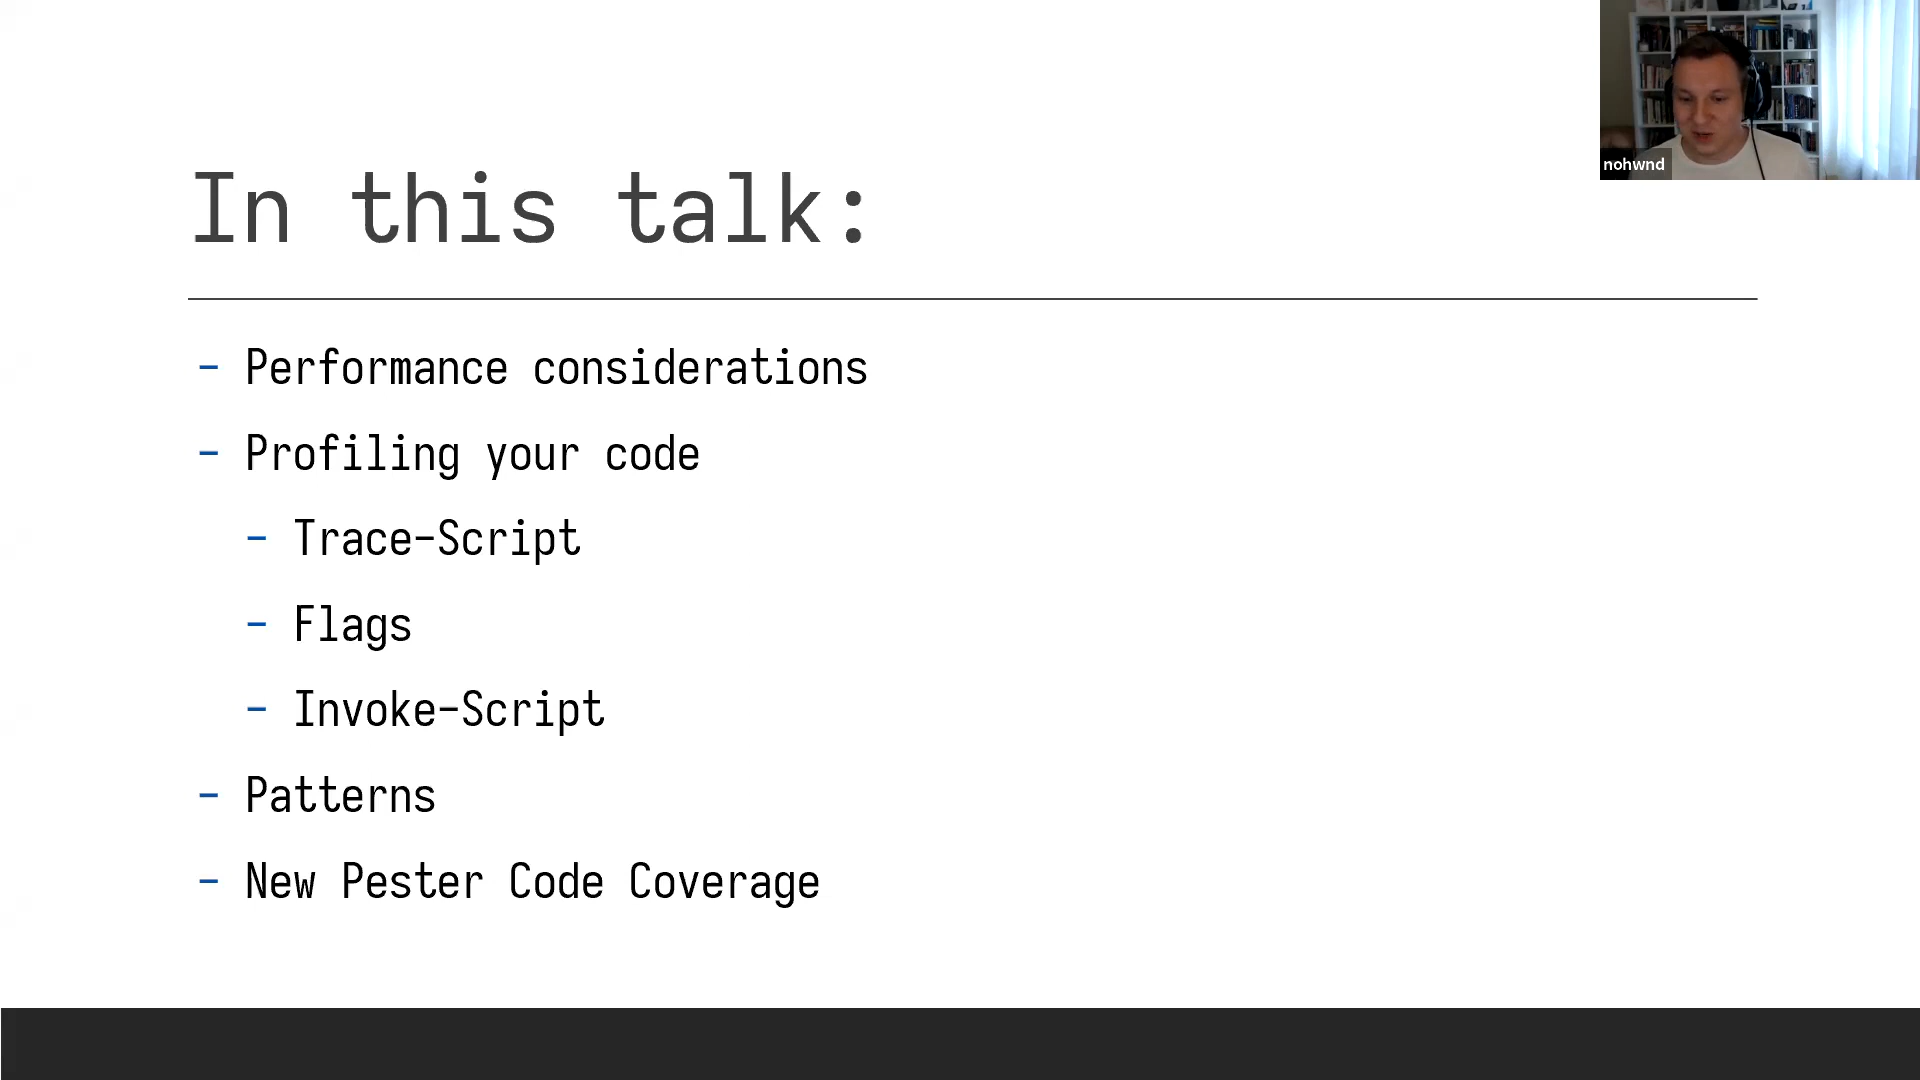 In this talk:
- Performance considerations
- Profiling your code
- Trace-Script
- Flags
- Invoke-Script
- Patterns
- New Pester Code Coverage
nohwnd